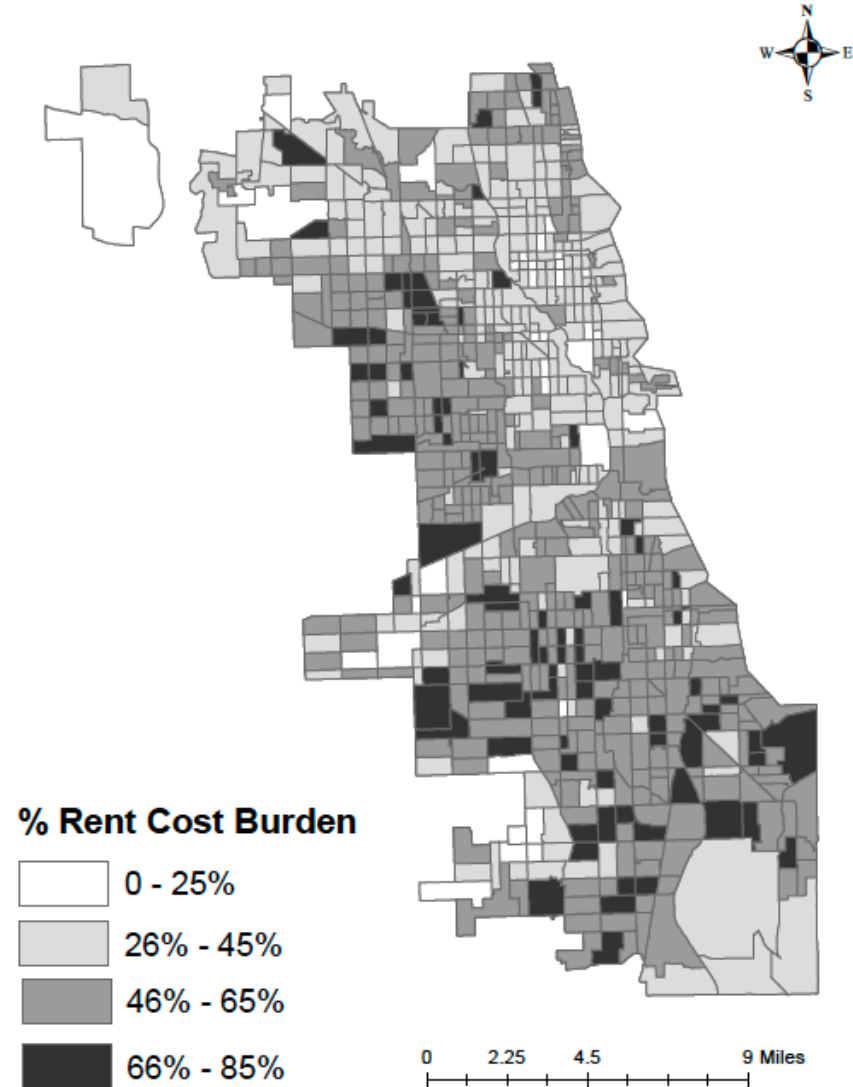 N
W E
S
% Rent Cost Burden
0 - 25%
26% - 45%
46% - 65%
66% - 85%
0 2.25 4.5 9 Miles